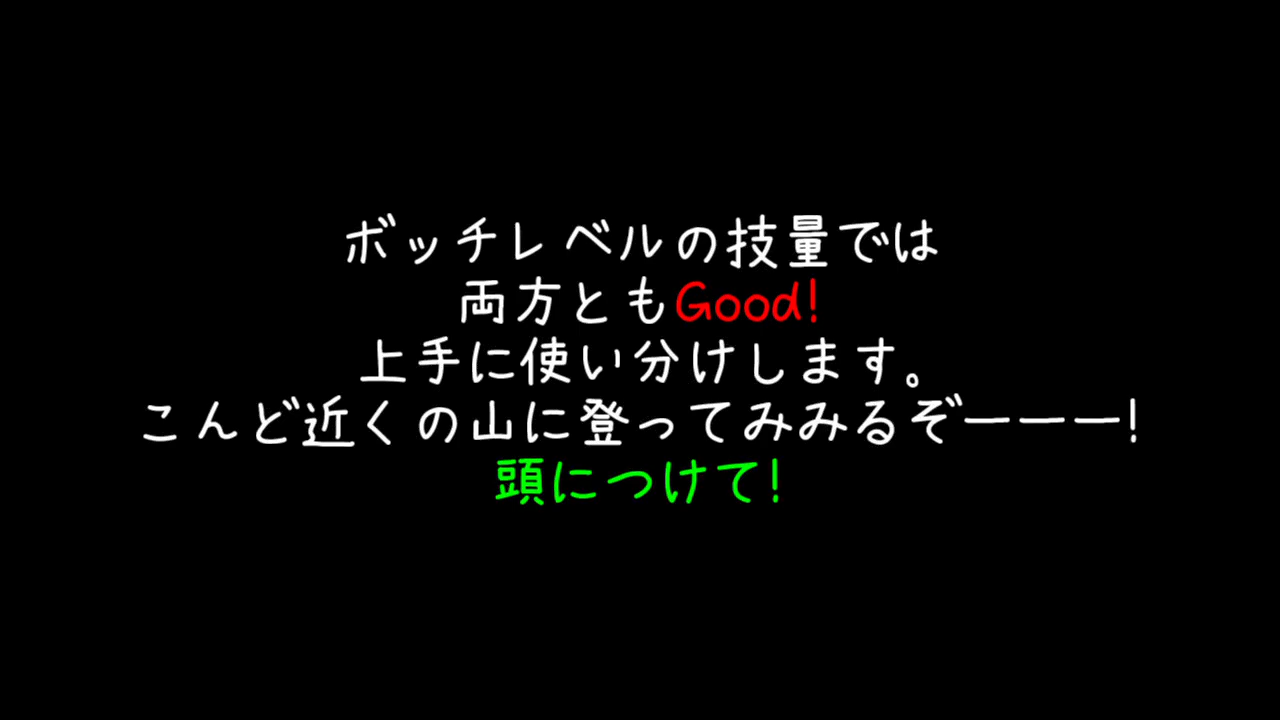 ボッチレベルの技量では
両方ともGood!
上手に使い分けします。
こんど近くの山に登ってみみるぞーーー!
頭につけて!